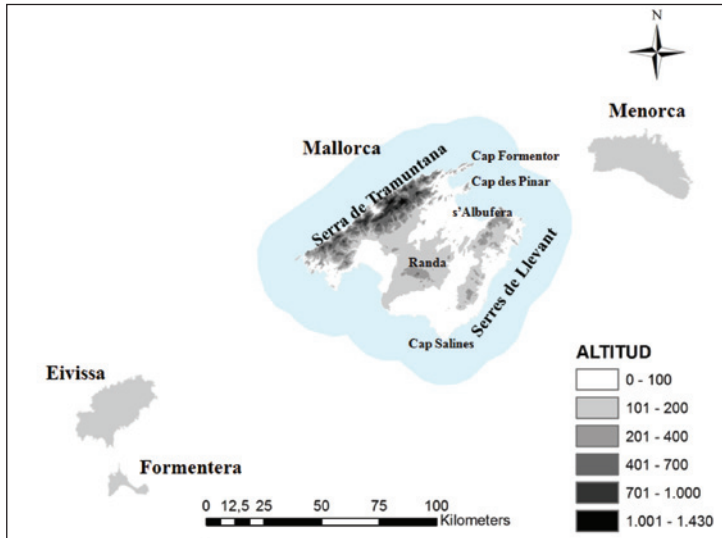 N
Menorca
Mallorca
Cap Formentor
Cap des Pinar
s'Albufera
Serra de Tramuntana
Randa
Serres de Llevant
Cap Salines
Eivissa
Formentera
ALTITUD
0 - 100
101 - 200
201 - 400
401 - 700
701 - 1.000
1.001 - 1.430
0 12,5 25 50 75 100
Kilometers